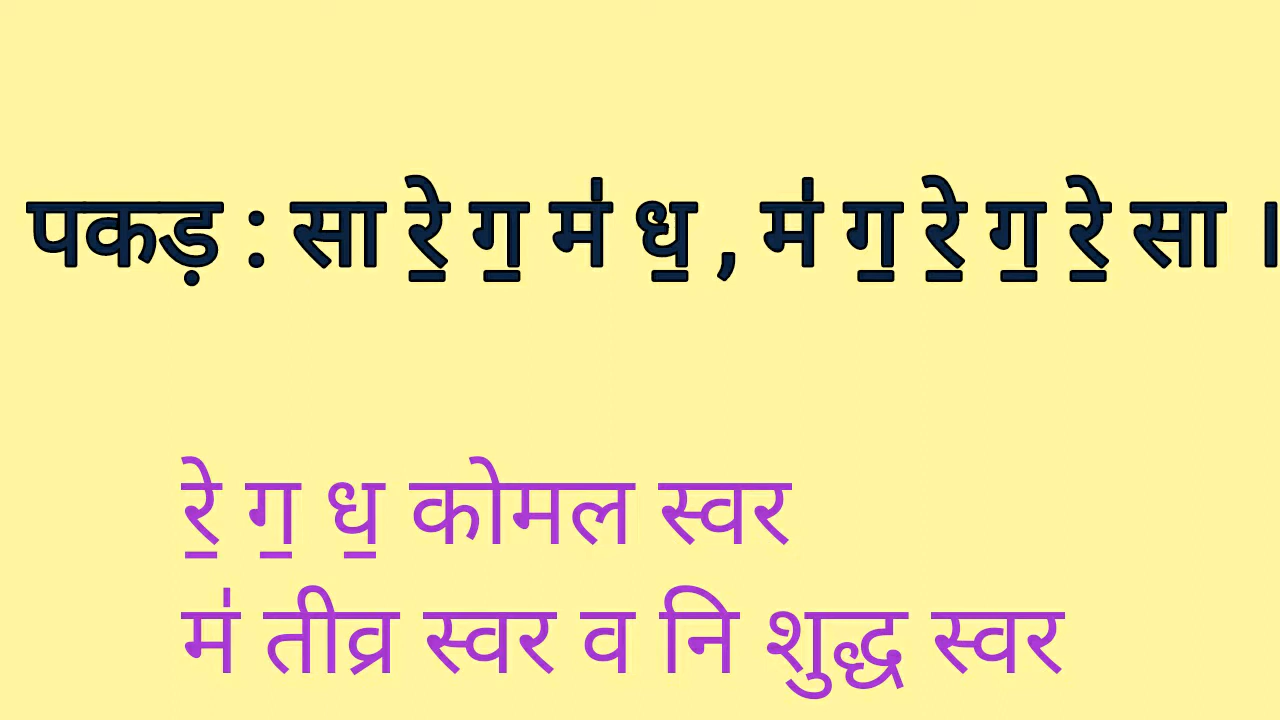 पकड़ : सा रे॒ ग॒ म॑ ध॒ , म॑ ग॒ रे॒ ग॒ रे॒ सा ।
रे॒ ग॒ ध॒ कोमल स्वर
म॑ तीव्र स्वर व नि शुद्ध स्वर